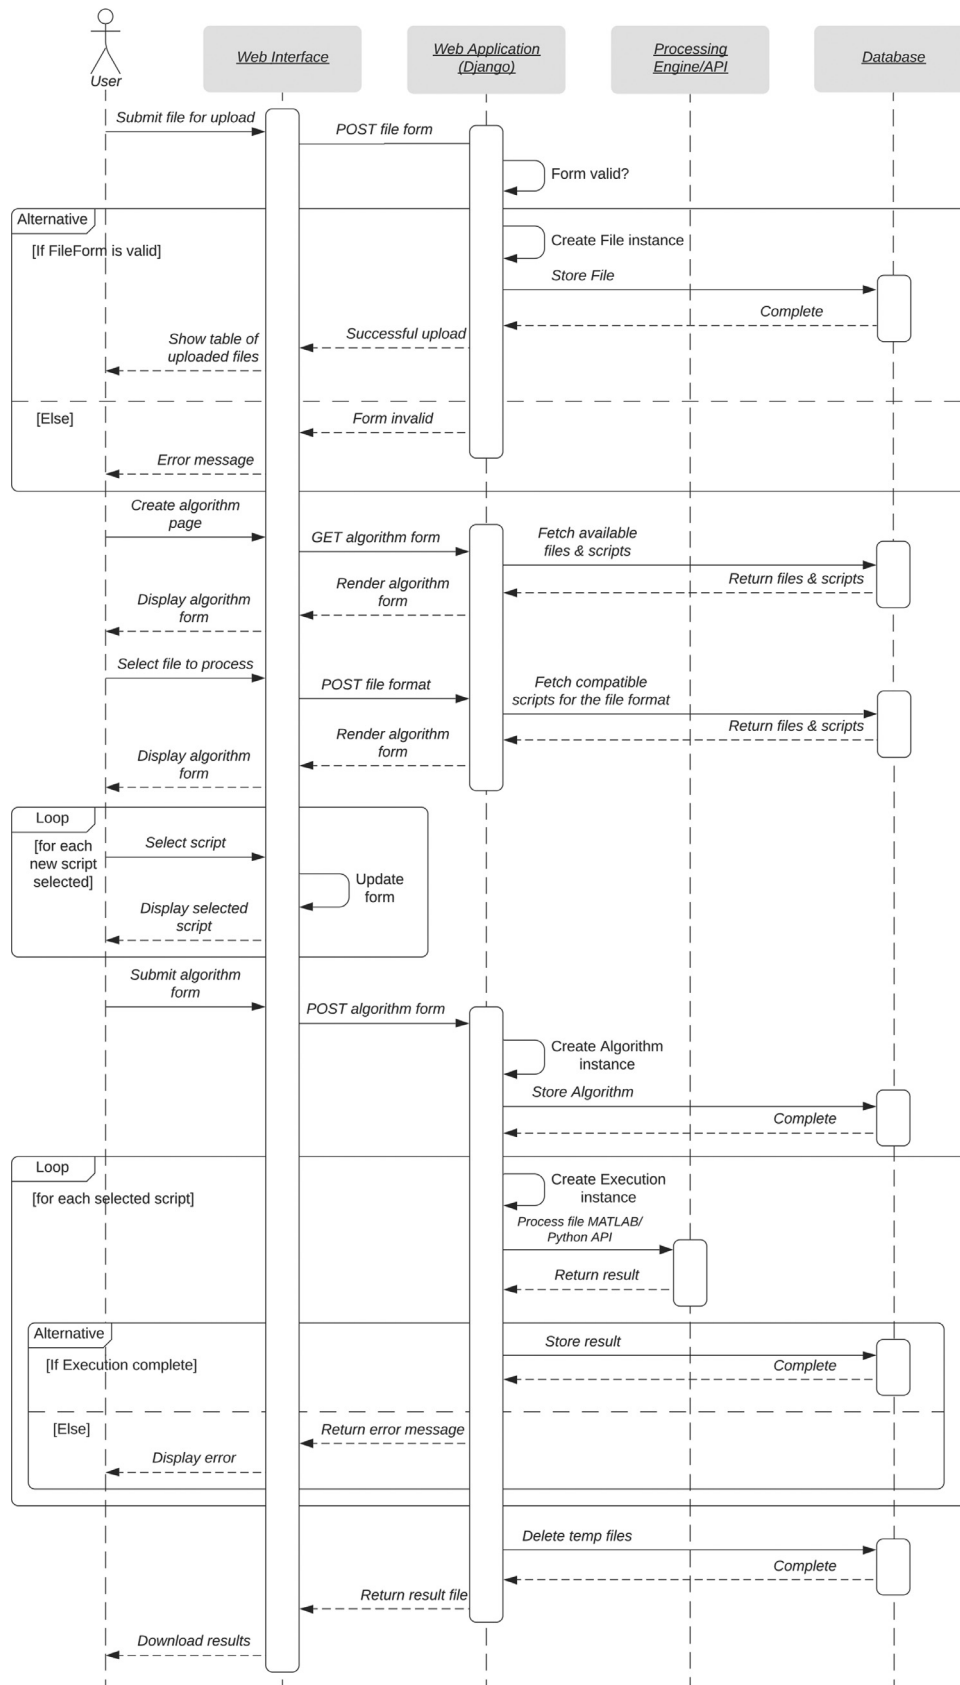 User
Web Interface
Web Application
(Django)
Processing
Engine/API
Database
Submit file for upload
POST file form
Form valid?
Alternative
[If FileForm is valid]
Create File instance
Store File
Complete
Successful upload
Show table of
uploaded files
[Else]
Form invalid
Error message
Create algorithm
page
GET algorithm form
Fetch available
files & scripts
Return files & scripts
Render algorithm
form
Display algorithm
form
Select file to process
POST file format
Fetch compatible
scripts for the file format
Return files & scripts
Render algorithm
form
Display algorithm
form
Loop
[for each
new script
selected]
Select script
Update
form
Display selected
script
Submit algorithm
form
POST algorithm form
Create Algorithm
instance
Store Algorithm
Complete
Loop
[for each selected script]
Create Execution
instance
Process file MATLAB/
Python API
Return result
Alternative
[If Execution complete]
Store result
Complete
[Else]
Return error message
Display error
Delete temp files
Complete
Return result file
Download results